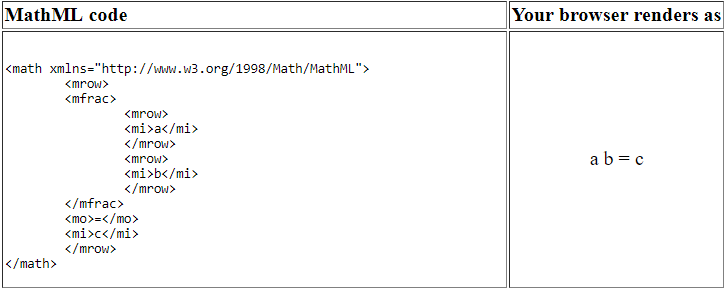 MathML code
Your browser renders as
<math xmlns="http://www.w3.org/1998/Math/MathML">
<mrow>
<mfrac>
<mrow>
<mi>a</mi>
</mrow>
<mrow>
<mi>b</mi>
</mrow>
</mfrac>
<mo>=</mo>
<mi>c</mi>
</mrow>
</math>
a b = c